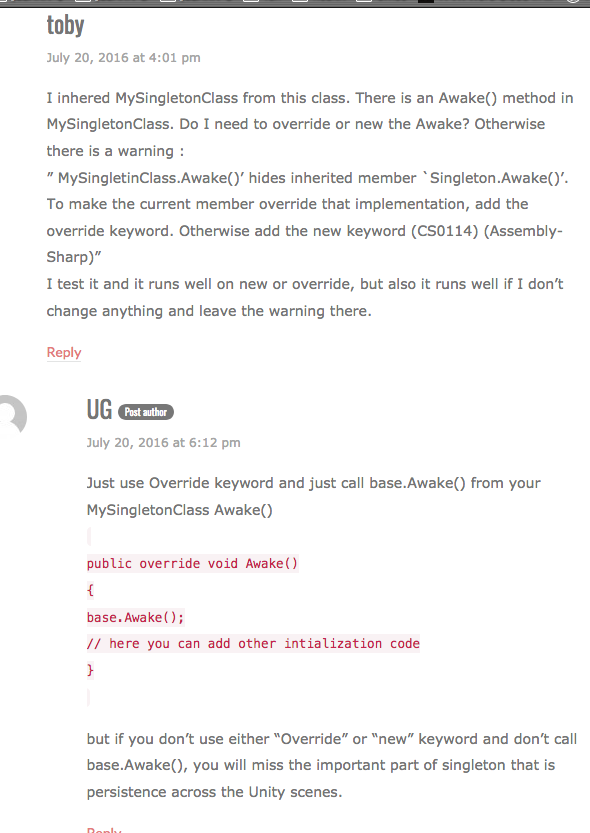 toby
July 20, 2016 at 4:01 pm
I inhered MySingletonClass from this class. There is an Awake() method in
MySingletonClass. Do I need to override or new the Awake? Otherwise
there is a warning :
” MySingletinClass.Awake()’ hides inherited member `Singleton.Awake()’.
To make the current member override that implementation, add the
override keyword. Otherwise add the new keyword (CS0114) (Assembly-
Sharp)”
I test it and it runs well on new or override, but also it runs well if I don’t
change anything and leave the warning there.
Reply
UG Post author
July 20, 2016 at 6:12 pm
Just use Override keyword and just call base.Awake() from your
MySingletonClass Awake()
public override void Awake()
{
base.Awake();
// here you can add other intialization code
}
but if you don’t use either “Override” or “new” keyword and don’t call
base.Awake(), you will miss the important part of singleton that is
persistence across the Unity scenes.
Reply